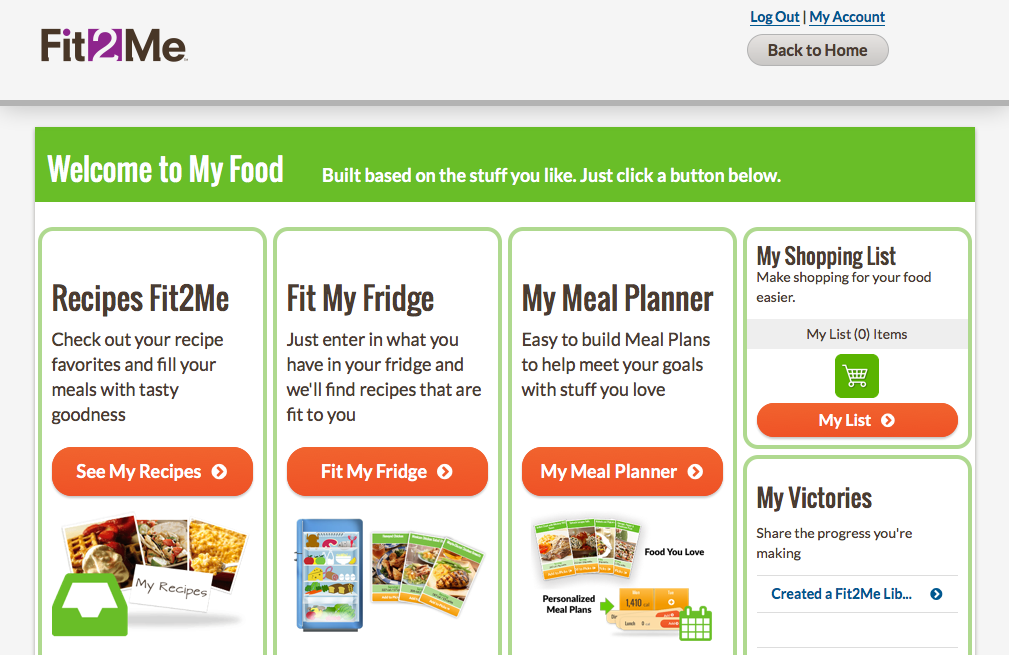 Fit2Me
Log Out | My Account
Back to Home
Welcome to My Food
Built based on the stuff you like. Just click a button below.
Recipes Fit2Me
Check out your recipe
favorites and fill your
meals with tasty
goodness
See My Recipes
My Recipes
Fit My Fridge
Just enter in what you
have in your fridge and
we'll find recipes that are
fit to you
Fit My Fridge
My Meal Planner
Easy to build Meal Plans
to help meet your goals
with stuff you love
My Meal Planner
Food You Love
Personalized
Meal Plans
1,410
Lunch 0
My Shopping List
Make shopping for your food
easier.
My List (0) Items
My List
My Victories
Share the progress you're
making
Created a Fit2Me Lib...